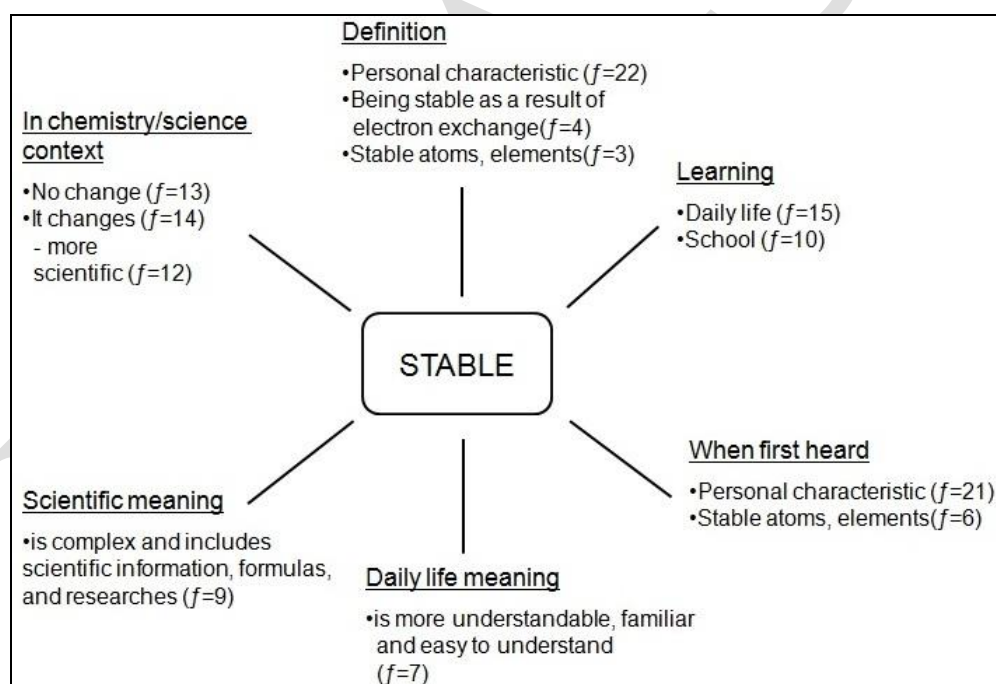 Definition
•Personal characteristic (ƒ=22)
•Being stable as a result of
electron exchange(ƒ=4)
•Stable atoms, elements(ƒ=3)
In chemistry/science
context
•No change (ƒ=13)
•It changes (ƒ=14)
- more
scientific (ƒ=12)
Learning
•Daily life (ƒ=15)
•School (ƒ=10)
STABLE
Scientific meaning
•is complex and includes
scientific information, formulas,
and researches (ƒ=9)
Daily life meaning
•is more understandable, familiar
and easy to understand
(ƒ=7)
When first heard
•Personal characteristic (ƒ=21)
•Stable atoms, elements(ƒ=6)